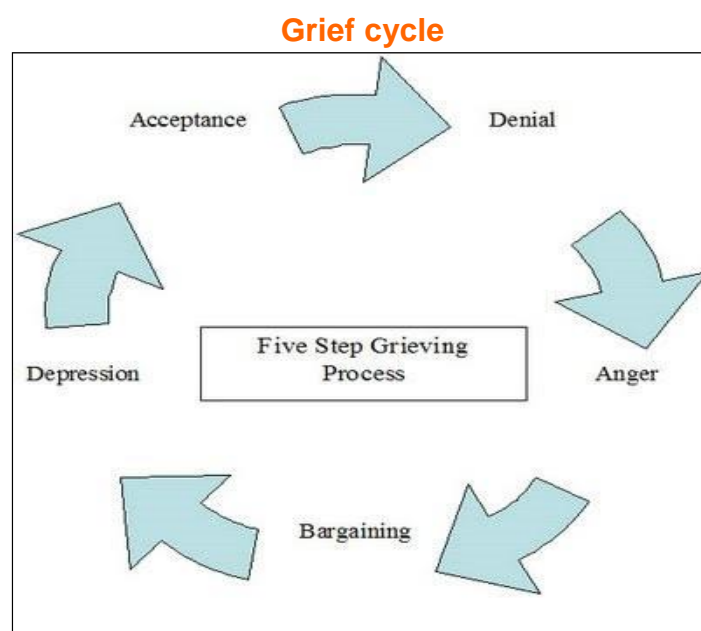 Grief cycle
Acceptance
Denial
Five Step Grieving
Process
Depression
Anger
Bargaining